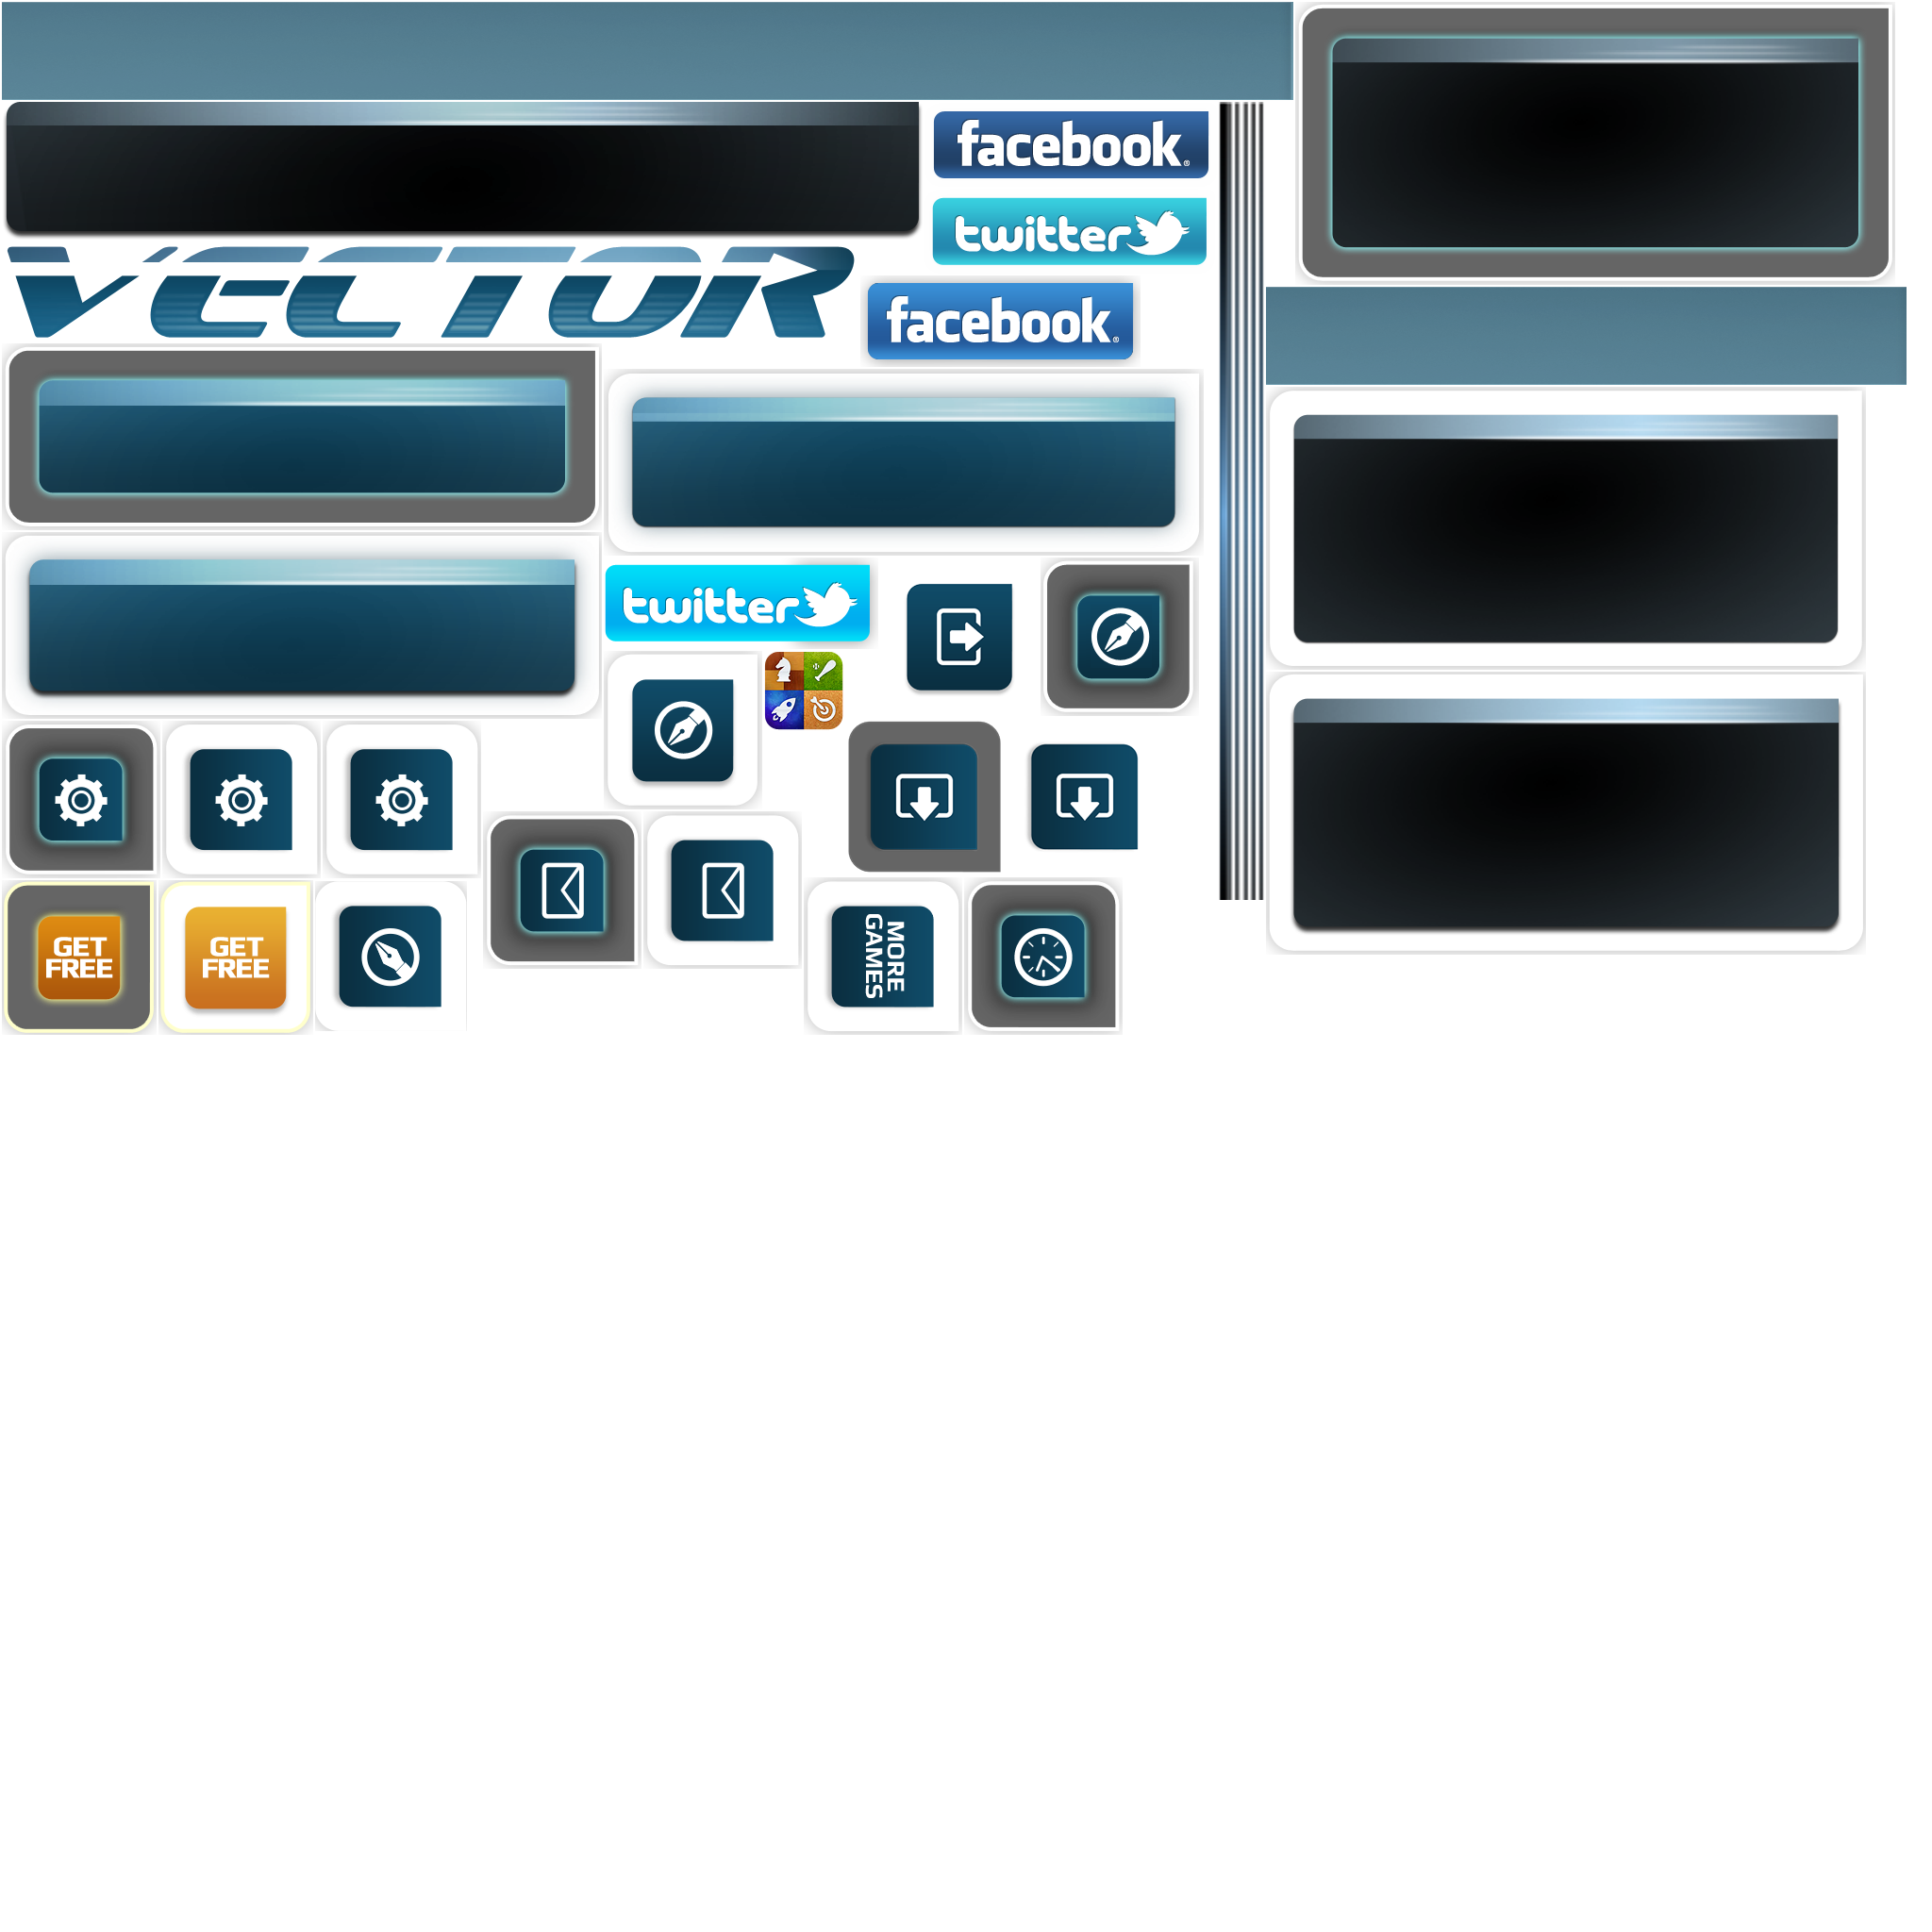 facebook®
twitter
VECTOR
facebook®
twitter
GET
FREE
GET
FREE
MORE
GAMES